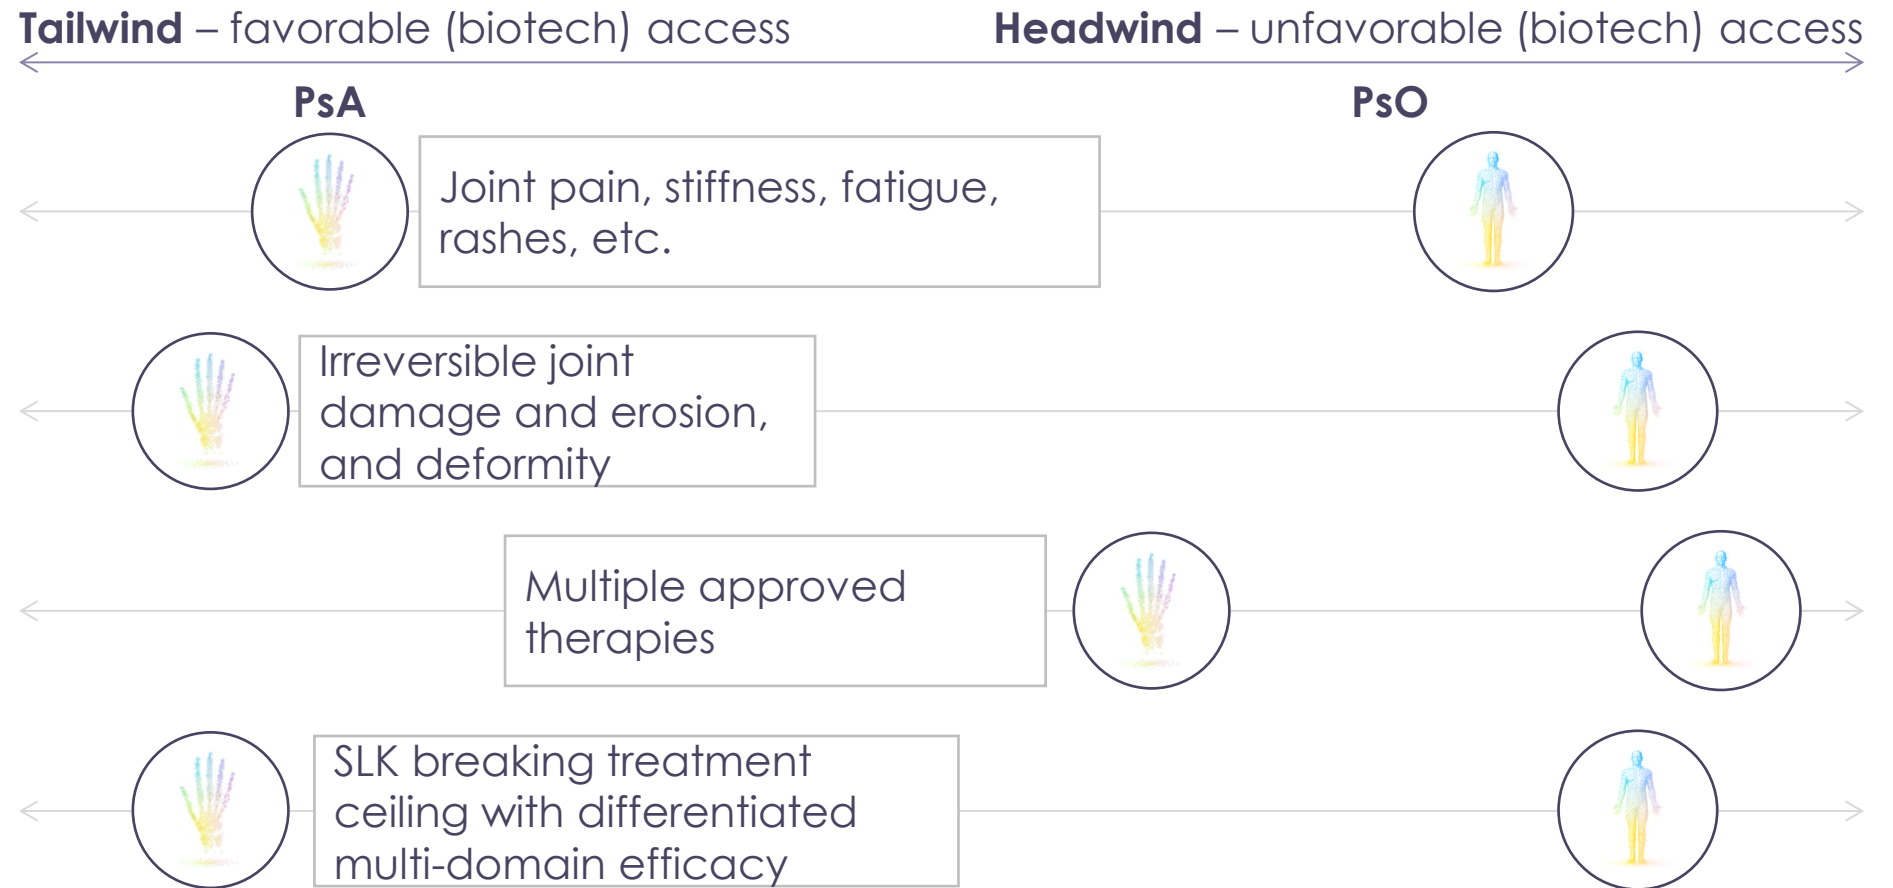 Tailwind – favorable (biotech) access
Headwind – unfavorable (biotech) access
PsA
PsO
Joint pain, stiffness, fatigue,
rashes, etc.
Irreversible joint
damage and erosion,
and deformity
Multiple approved
therapies
SLK breaking treatment
ceiling with differentiated
multi-domain efficacy